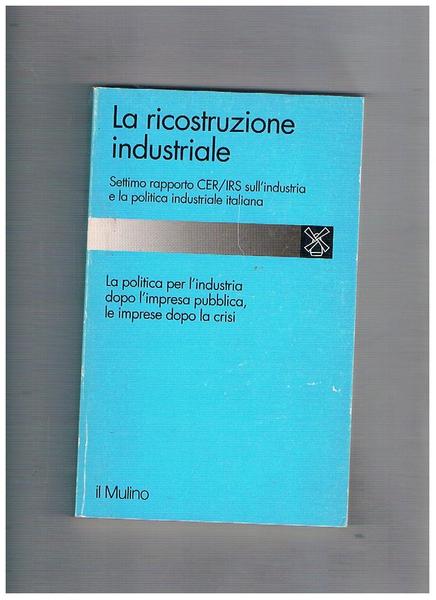 La ricostruzione
industriale
Settimo rapporto CER/IRS sull'industria
e la politica industriale italiana
La politica per l'industria
dopo l'impresa pubblica,
le imprese dopo la crisi
il Mulino